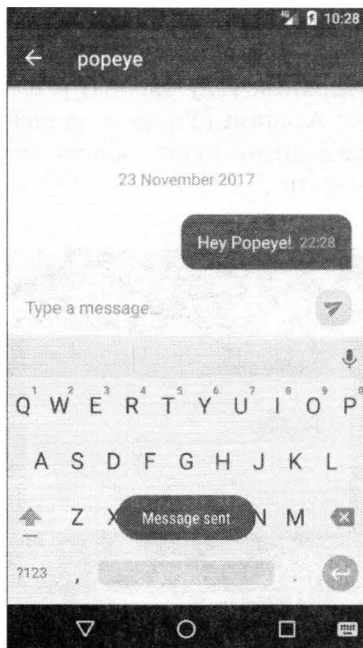 4G 10:28
popeye
23 November 2017
Hey Popeye! 22:28
Type a message...
1 2 3 4 5 6 7 8 9 0
Q W E R T Y U I O P
A S D F G H J K L
Z X N M
Message sent
?123 , .